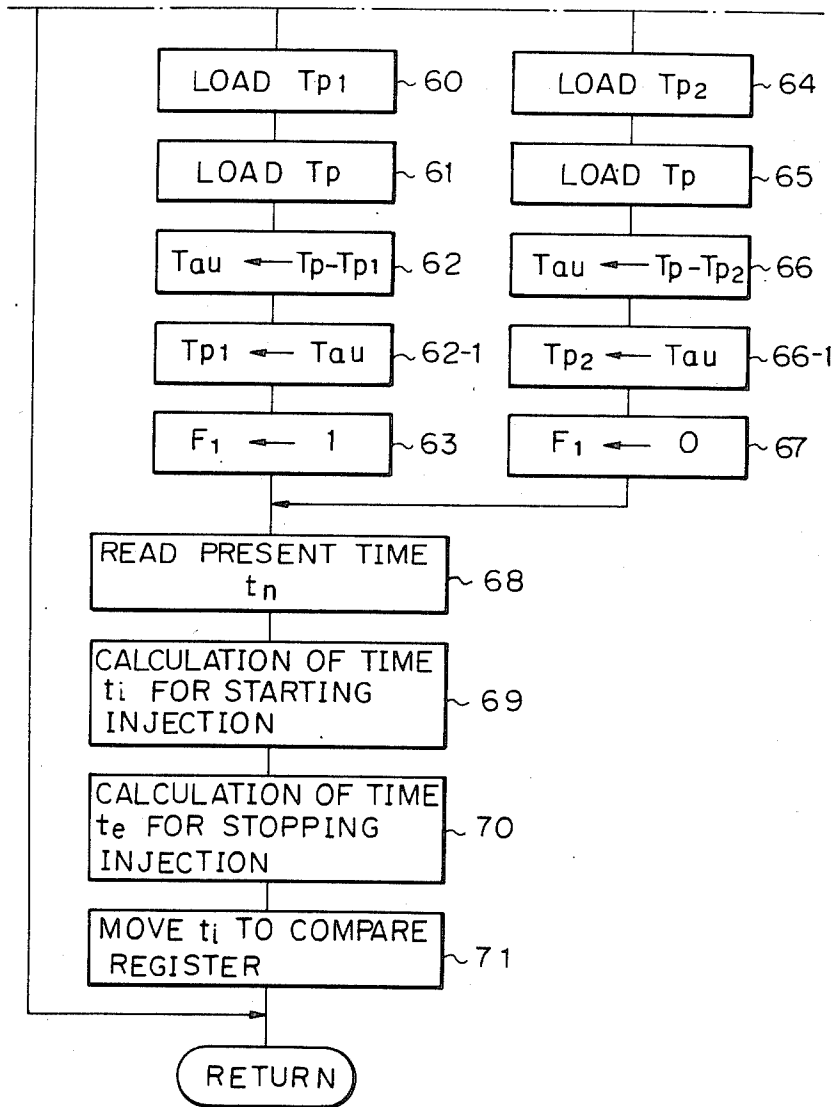 LOAD Tp1 ~60
LOAD Tp ~61
Tau ← Tp-Tp1 ~62
Tp1 ← Tau ~62-1
F1 ← 1 ~63
LOAD Tp2 ~64
LOAD Tp ~65
Tau ← Tp-Tp2 ~66
Tp2 ← Tau ~66-1
F1 ← 0 ~67
READ PRESENT TIME
tn ~68
CALCULATION OF TIME
ti FOR STARTING
INJECTION ~69
CALCULATION OF TIME
te FOR STOPPING
INJECTION ~70
MOVE ti TO COMPARE
REGISTER ~71
RETURN